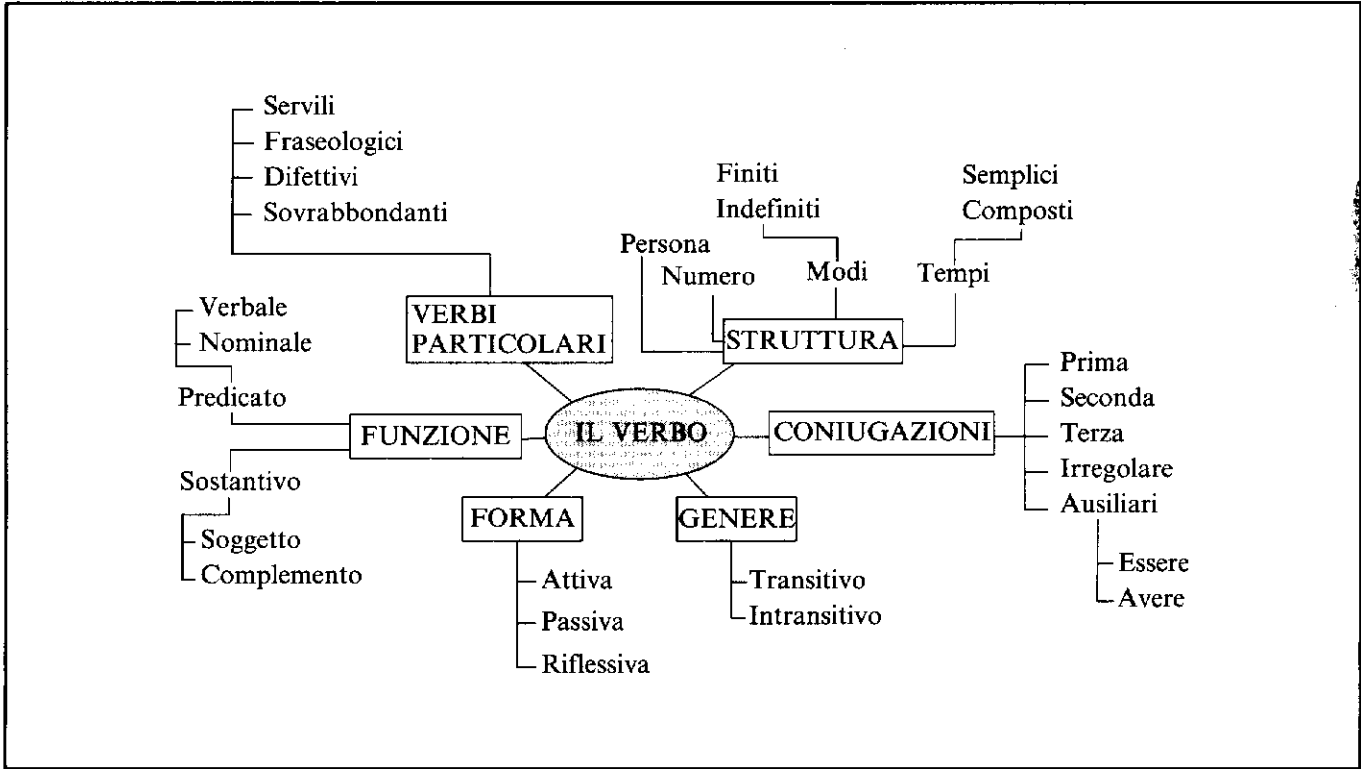 Servili
Fraseologici
Difettivi
Sovrabbondanti
VERBI
PARTICOLARI
Finiti
Indefiniti
Semplici
Composti
Persona
Numero
Modi
Tempi
STRUTTURA
Verbale
Nominale
Predicato
FUNZIONE
Sostantivo
Soggetto
Complemento
IL VERBO
CONIUGAZIONI
Prima
Seconda
Terza
Irregolare
Ausiliari
Essere
Avere
FORMA
Attiva
Passiva
Riflessiva
GENERE
Transitivo
Intransitivo